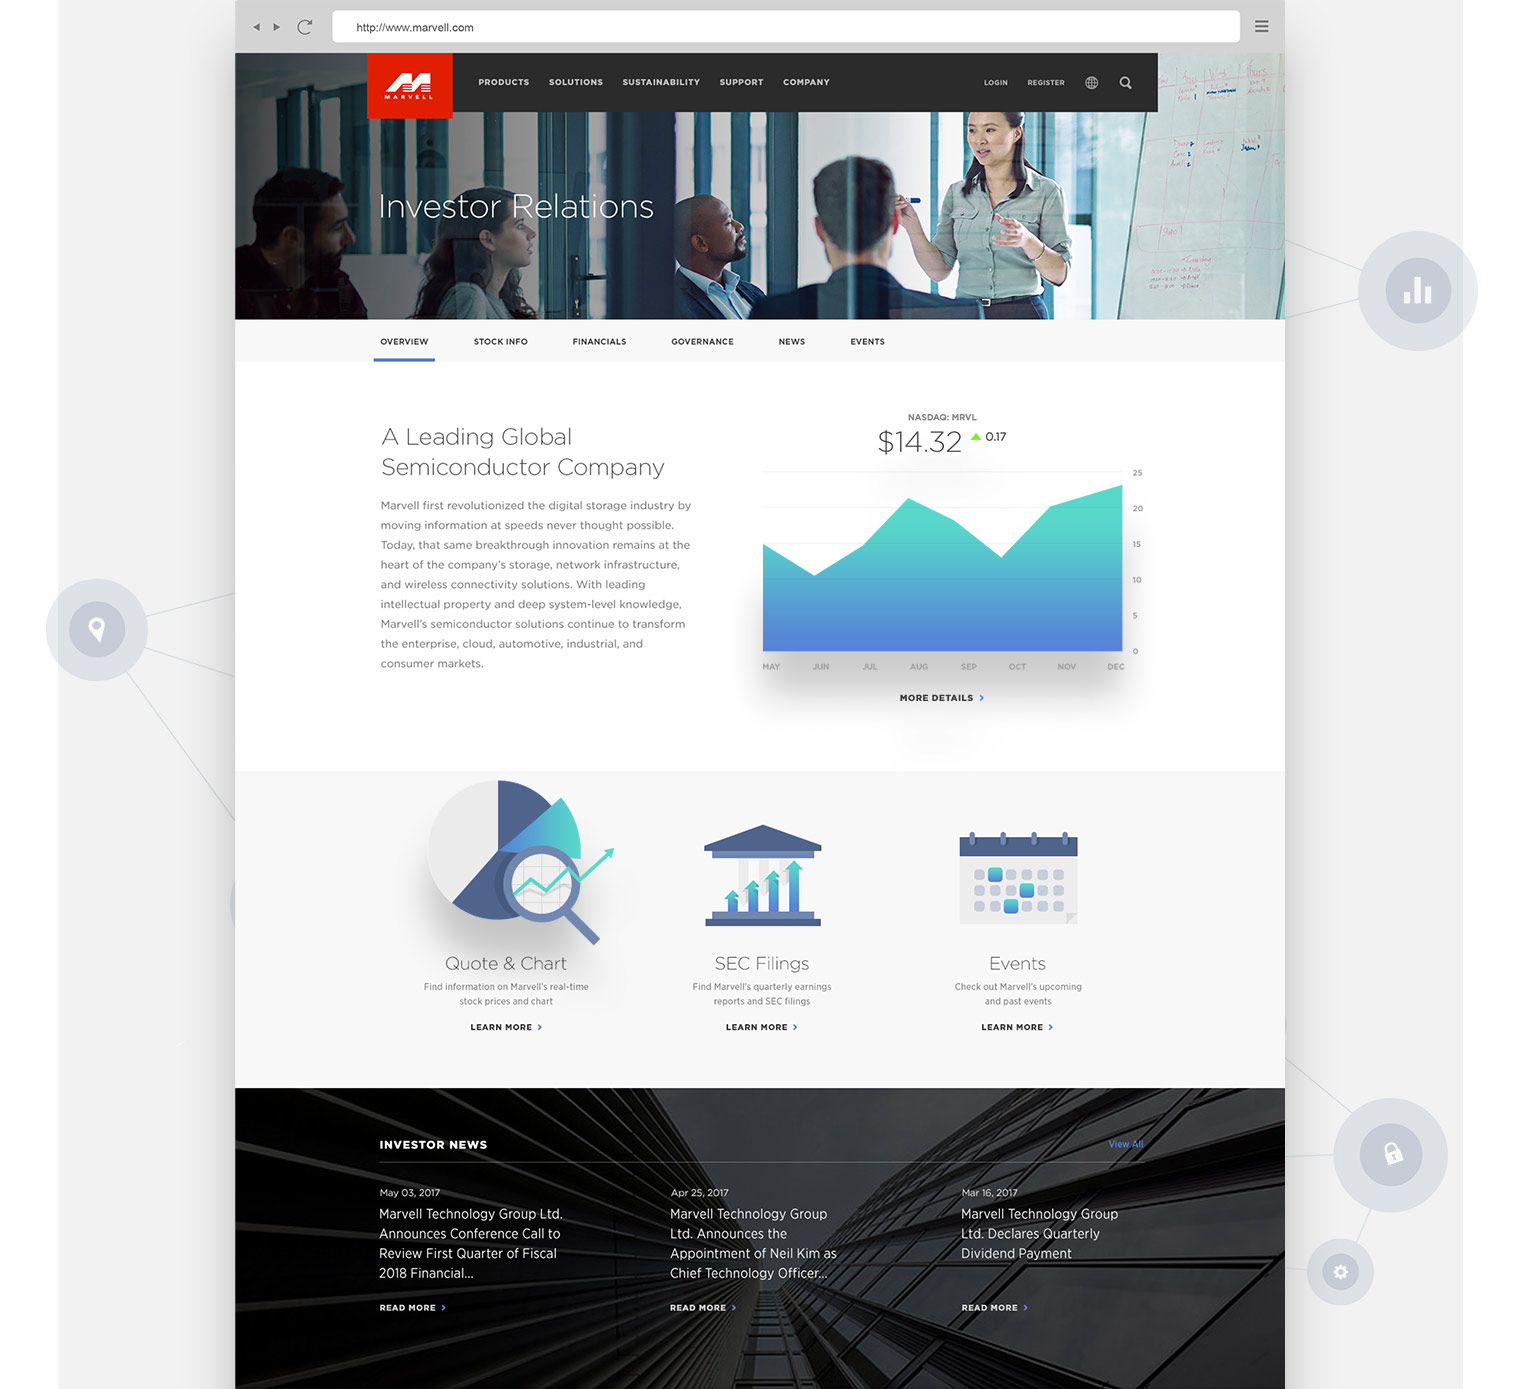 http://www.marvell.com
MARVELL
PRODUCTS SOLUTIONS SUSTAINABILITY SUPPORT COMPANY LOGIN REGISTER
Investor Relations
OVERVIEW STOCK INFO FINANCIALS GOVERNANCE NEWS EVENTS
A Leading Global
Semiconductor Company
Marvell first revolutionized the digital storage industry by
moving information at speeds never thought possible.
Today, that same breakthrough innovation remains at the
heart of the company's storage, network infrastructure,
and wireless connectivity solutions. With leading
intellectual property and deep system-level knowledge,
Marvell's semiconductor solutions continue to transform
the enterprise, cloud, automotive, industrial, and
consumer markets.
NASDAQ: MRVL
$14.32 0.17
25
20
15
10
5
0
MAY JUN JUL AUG SEP OCT NOV DEC
MORE DETAILS
Quote & Chart
Find information on Marvell's real-time
stock prices and chart
LEARN MORE
SEC Filings
Find Marvell's quarterly earnings
reports and SEC filings
LEARN MORE
Events
Check out Marvell's upcoming
and past events
LEARN MORE
INVESTOR NEWS View All
May 03, 2017
Marvell Technology Group Ltd.
Announces Conference Call to
Review First Quarter of Fiscal
2018 Financial...
READ MORE
Apr 25, 2017
Marvell Technology Group
Ltd. Announces the
Appointment of Neil Kim as
Chief Technology Officer...
READ MORE
Mar 16, 2017
Marvell Technology Group
Ltd. Declares Quarterly
Dividend Payment
READ MORE